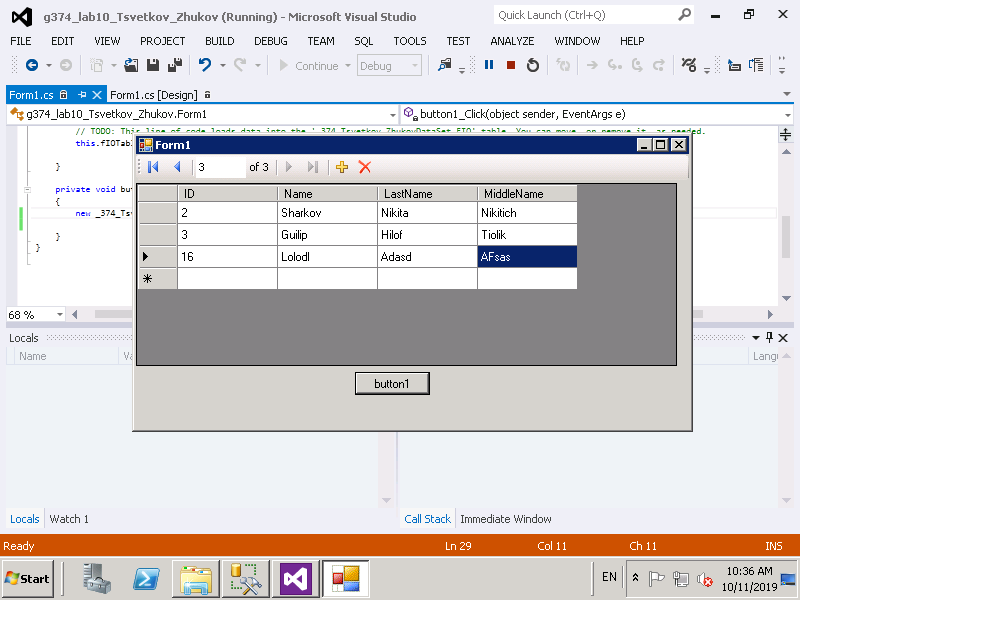 g374_lab10_Tsvetkov_Zhukov (Running) - Microsoft Visual Studio
Quick Launch (Ctrl+Q)
FILE EDIT VIEW PROJECT BUILD DEBUG TEAM SQL TOOLS TEST ANALYZE WINDOW HELP
Continue Debug
Form1.cs Form1.cs [Design]
g374_lab10_Tsvetkov_Zhukov.Form1 button1_Click(object sender, EventArgs e)
// TODO: This line of code loads data into the '_374_Tsvetkov_ZhukovDataSet.FIO' table. You can move, or remove it, as needed.
this.fIOTabl
}
private void bu
{
new _374_Ts
}
}
Form1
3 of 3
ID Name LastName MiddleName
2 Sharkov Nikita Nikitich
3 Guilip Hilof Tiolik
16 Lolodl Adasd AFsas
button1
68 %
Locals
Name Va Langu
Locals Watch 1 Call Stack Immediate Window
Ready Ln 29 Col 11 Ch 11 INS
Start EN 10:36 AM
10/11/2019